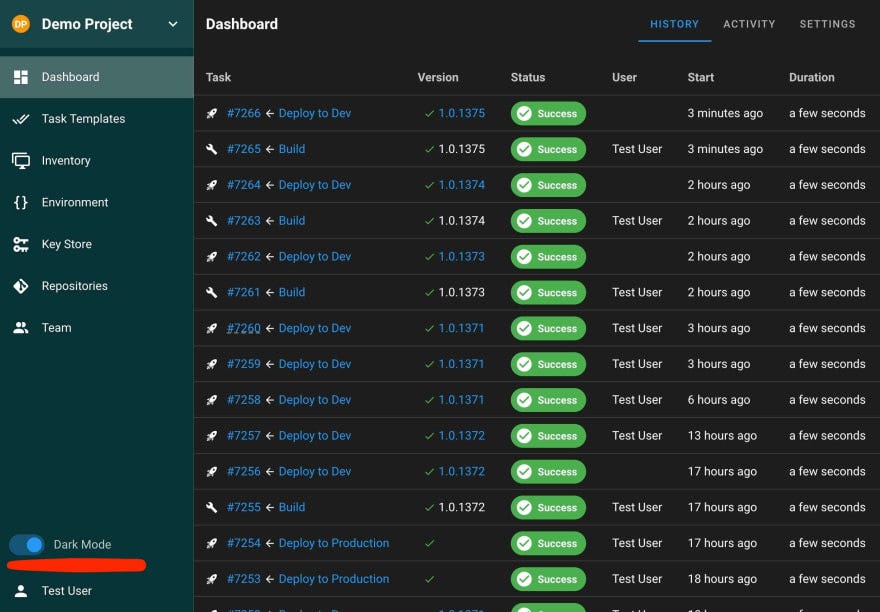 DP Demo Project
Dashboard
Task Templates
Inventory
{} Environment
Key Store
Repositories
Team
Dark Mode
Test User
Dashboard HISTORY ACTIVITY SETTINGS
Task Version Status User Start Duration
#7266 ← Deploy to Dev 1.0.1375 Success 3 minutes ago a few seconds
#7265 ← Build 1.0.1375 Success Test User 3 minutes ago a few seconds
#7264 ← Deploy to Dev 1.0.1374 Success 2 hours ago a few seconds
#7263 ← Build 1.0.1374 Success Test User 2 hours ago a few seconds
#7262 ← Deploy to Dev 1.0.1373 Success 2 hours ago a few seconds
#7261 ← Build 1.0.1373 Success Test User 2 hours ago a few seconds
#7260 ← Deploy to Dev 1.0.1371 Success Test User 3 hours ago a few seconds
#7259 ← Deploy to Dev 1.0.1371 Success Test User 3 hours ago a few seconds
#7258 ← Deploy to Dev 1.0.1371 Success Test User 6 hours ago a few seconds
#7257 ← Deploy to Dev 1.0.1372 Success Test User 13 hours ago a few seconds
#7256 ← Deploy to Dev 1.0.1372 Success 17 hours ago a few seconds
#7255 ← Build 1.0.1372 Success Test User 17 hours ago a few seconds
#7254 ← Deploy to Production Success Test User 17 hours ago a few seconds
#7253 ← Deploy to Production Success Test User 18 hours ago a few seconds